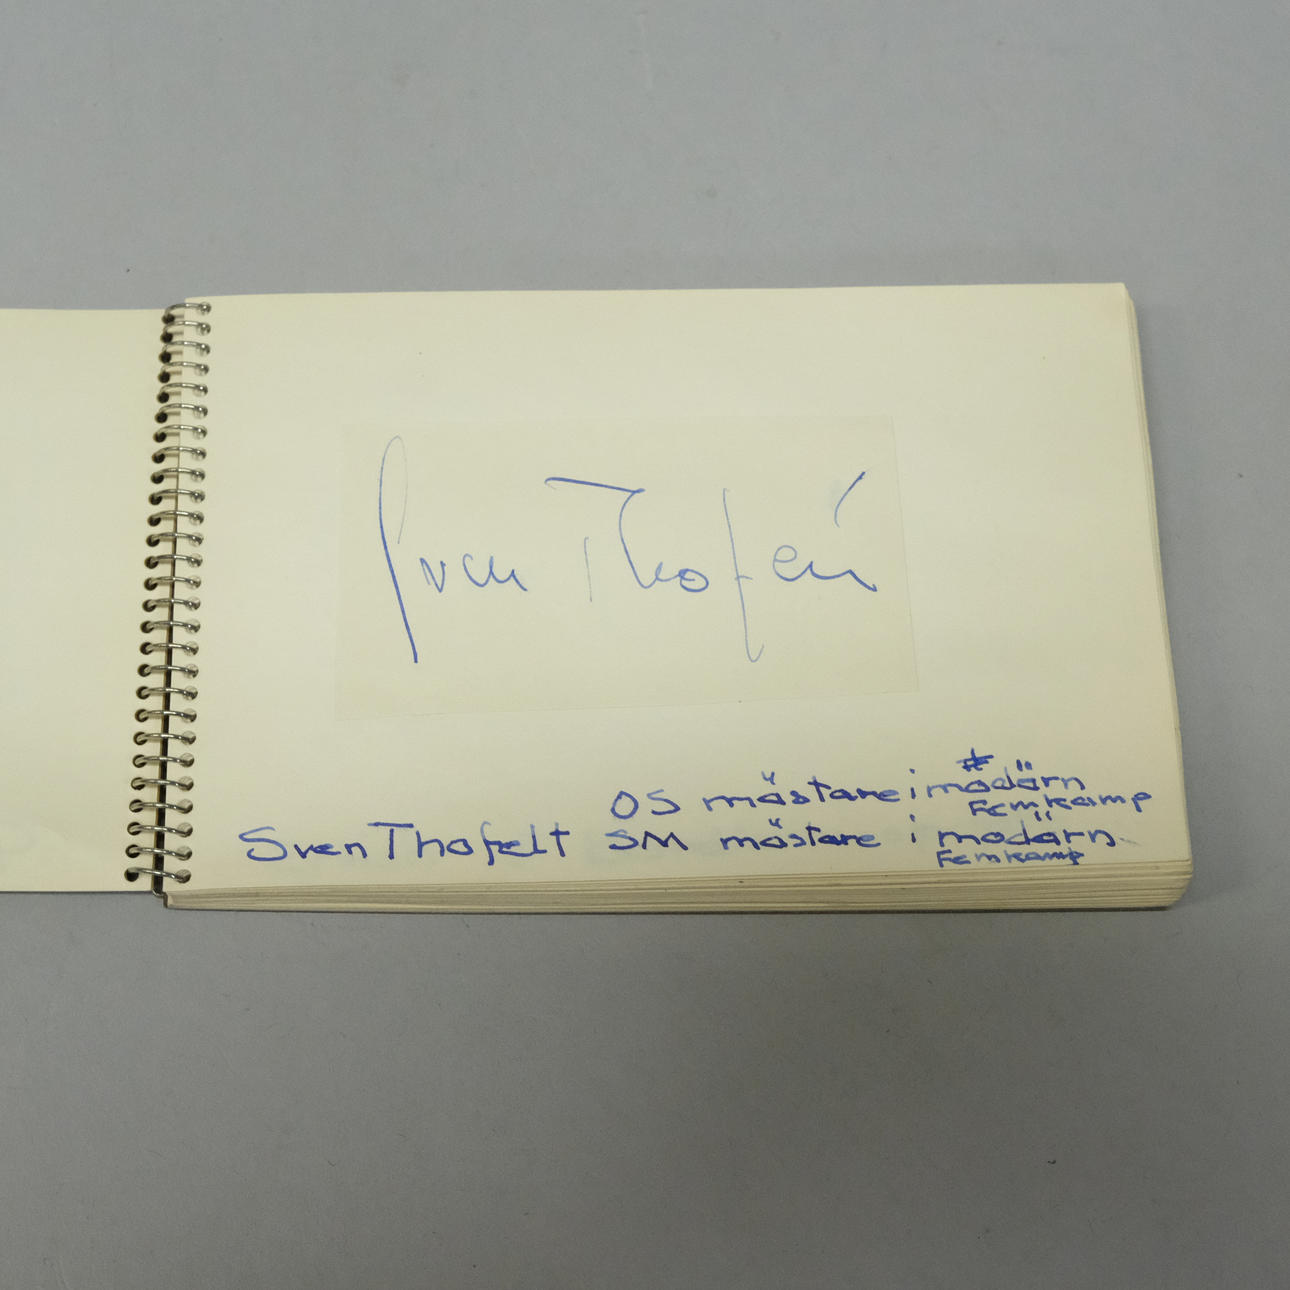 Sven Thofelt
OS mästare i modärn
Femkamp
Sven Thofelt SM mästare i modärn
Femkamp